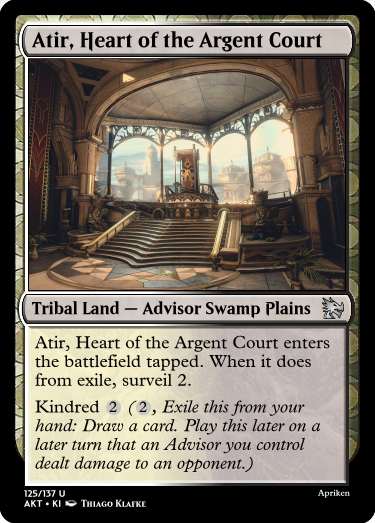 Atir, Heart of the Argent Court
Tribal Land — Advisor Swamp Plains
Atir, Heart of the Argent Court enters
the battlefield tapped. When it does
from exile, surveil 2.
Kindred 2 (2, Exile this from your
hand: Draw a card. Play this later on a
later turn that an Advisor you control
dealt damage to an opponent.)
125/137 U
Apriken
AKT • KI Thiago Klafke